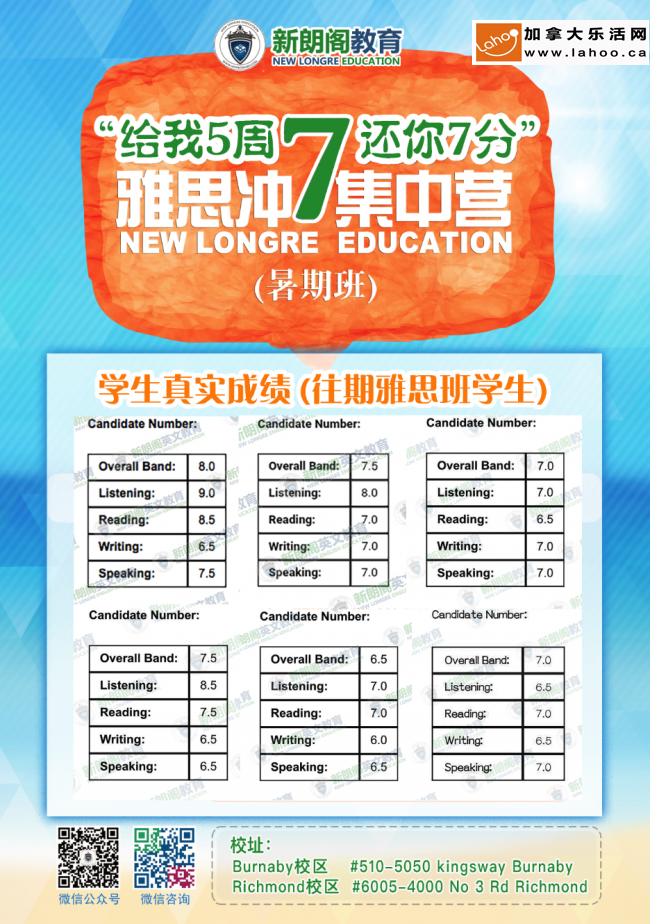 新朗阁教育
NEW LONGRE EDUCATION
Lahoo
加拿大乐活网
www.lahoo.ca
“给我5周 还你7分”
雅思冲7集中营
NEW LONGRE EDUCATION
(暑期班)
学生真实成绩 (往期雅思班学生)
Candidate Number:
Overall Band: 8.0
Listening: 9.0
Reading: 8.5
Writing: 6.5
Speaking: 7.5
Candidate Number:
Overall Band: 7.5
Listening: 8.0
Reading: 7.0
Writing: 7.0
Speaking: 7.0
Candidate Number:
Overall Band: 7.0
Listening: 7.0
Reading: 6.5
Writing: 7.0
Speaking: 7.0
Candidate Number:
Overall Band: 7.5
Listening: 8.5
Reading: 7.5
Writing: 6.5
Speaking: 6.5
Candidate Number:
Overall Band: 6.5
Listening: 7.0
Reading: 7.0
Writing: 6.0
Speaking: 6.5
Candidate Number:
Overall Band: 7.0
Listening: 6.5
Reading: 7.0
Writing: 6.5
Speaking: 7.0
微信公众号
微信咨询
校址：
Burnaby校区 #510-5050 kingsway Burnaby
Richmond校区 #6005-4000 No 3 Rd Richmond